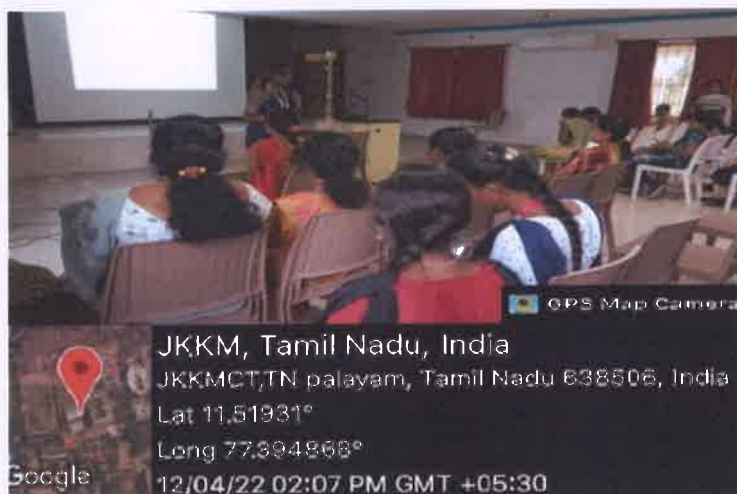 GPS Map Camera
JKKM, Tamil Nadu, India
JKKMCT,TN palayam, Tamil Nadu 638506, India
Lat 11.51931°
Long 77.394868°
12/04/22 02:07 PM GMT +05:30
Google